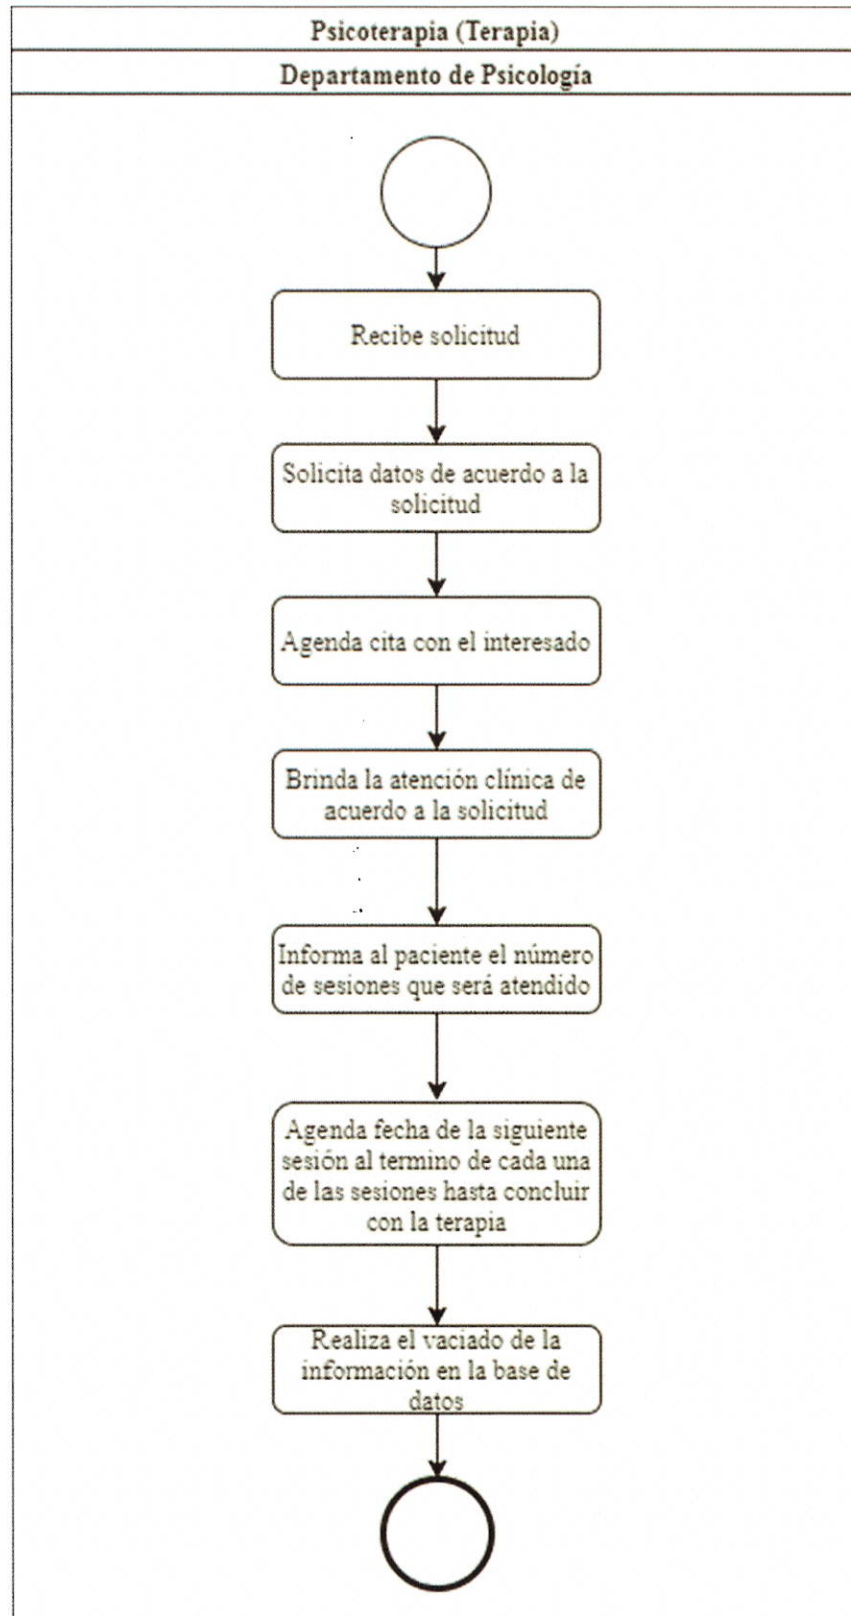 Psicoterapia (Terapia)
Departamento de Psicología
Recibe solicitud
Solicita datos de acuerdo a la
solicitud
Agenda cita con el interesado
Brinda la atención clínica de
acuerdo a la solicitud
Informa al paciente el número
de sesiones que será atendido
Agenda fecha de la siguiente
sesión al termino de cada una
de las sesiones hasta concluir
con la terapia
Realiza el vaciado de la
información en la base de
datos